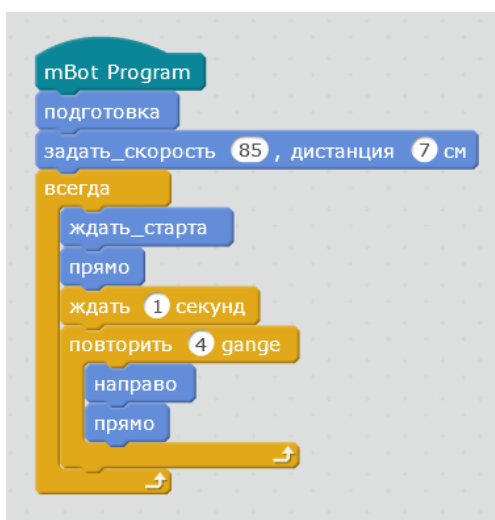 mBot Program
подготовка
задать_скорость 85 , дистанция 7 см
всегда
ждать_старта
прямо
ждать 1 секунд
повторить 4 gange
направо
прямо